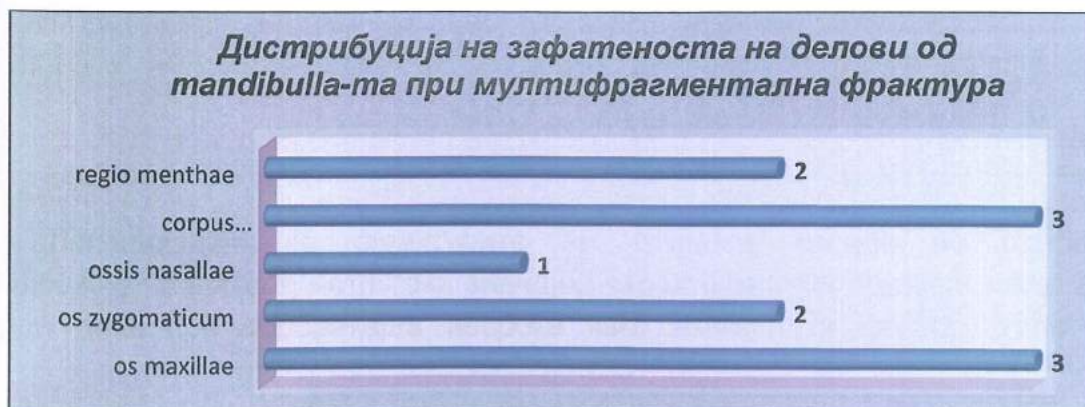 Дистрибуција на зафатеноста на делови од
mandibulla-та при мултифрагментална фрактура
regio menthae
2
corpus...
3
ossis nasallae
1
os zygomaticum
2
os maxillae
3